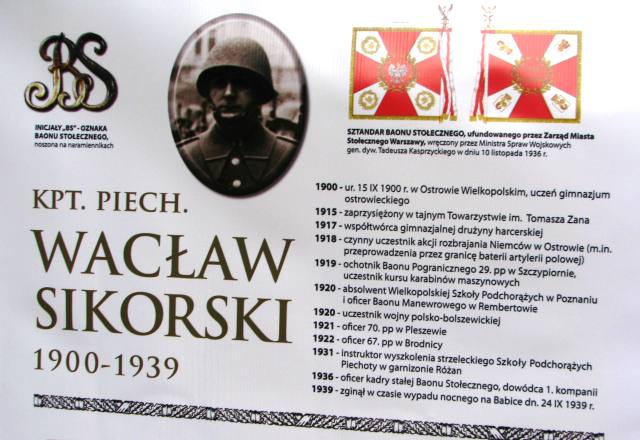 BS
INICJAŁY „BS" - OZNAKA
BAONU STOŁECZNEGO,
noszona na naramiennikach
SZTANDAR BAONU STOŁECZNEGO, ufundowanego przez Zarząd Miasta
Stołecznego Warszawy, wręczony przez Ministra Spraw Wojskowych
gen. dyw. Tadeusza Kasprzyckiego w dniu 10 listopada 1936 r.
KPT. PIECH.
WACŁAW
SIKORSKI
1900-1939
1900 - ur. 15 IX 1900 r. w Ostrowie Wielkopolskim, uczeń gimnazjum
ostrowieckiego
1915 - zaprzysiężony w tajnym Towarzystwie im. Tomasza Zana
1917 - współtwórca gimnazjalnej drużyny harcerskiej
1918 - czynny uczestnik akcji rozbrajania Niemców w Ostrowie (m.in.
przeprowadzenia przez granicę baterii artylerii polowej)
1919 - ochotnik Baonu Pogranicznego 29. pp w Szczypiornie,
uczestnik kursu karabinów maszynowych
1920 - absolwent Wielkopolskiej Szkoły Podchorążych w Poznaniu
i oficer Baonu Manewrowego w Rembertowie
1920 - uczestnik wojny polsko-bolszewickiej
1921 - oficer 70. pp w Pleszewie
1922 - oficer 67. pp w Brodnicy
1931 - instruktor wyszkolenia strzeleckiego Szkoły Podchorążych
Piechoty w garnizonie Różan
1936 - oficer kadry stałej Baonu Stołecznego, dowódca 1. kompanii
1939 - zginął w czasie wypadu nocnego na Babice dn. 24 IX 1939 r.